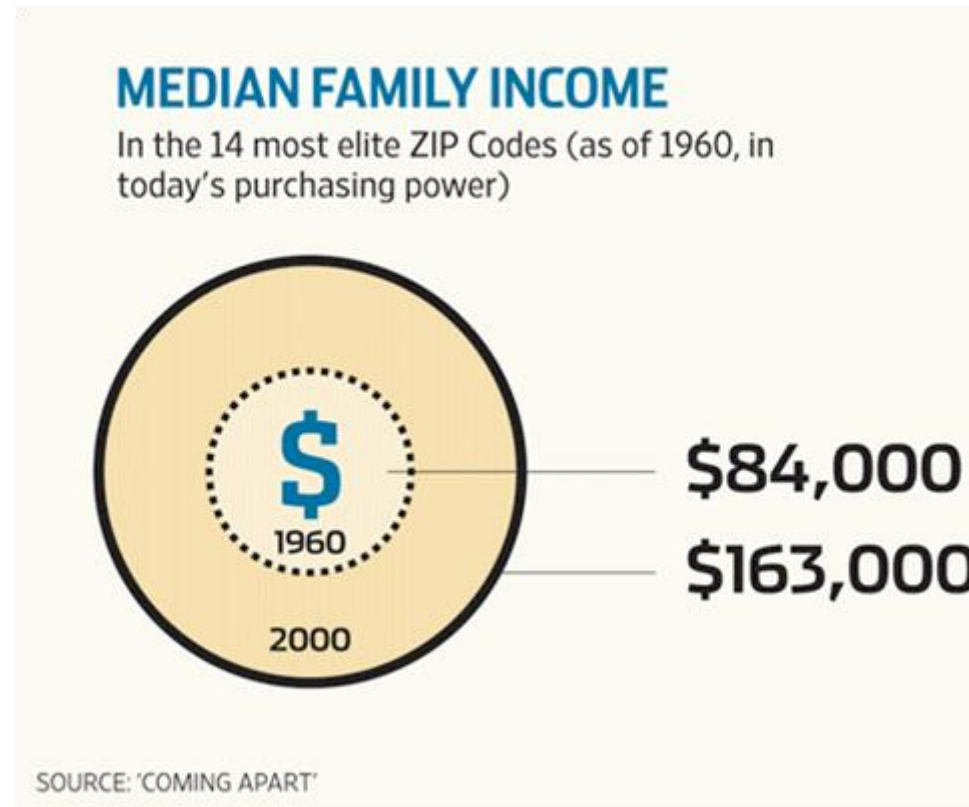 MEDIAN FAMILY INCOME
In the 14 most elite ZIP Codes (as of 1960, in
today's purchasing power)
$
1960
2000
$84,000
$163,000
SOURCE: 'COMING APART'